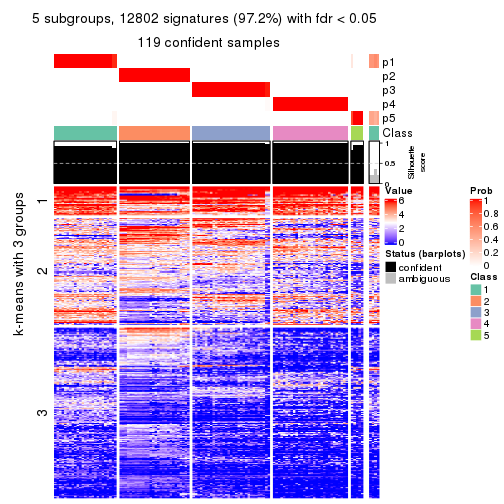 5 subgroups, 12802 signatures (97.2%) with fdr < 0.05
119 confident samples
p1
p2
p3
p4
p5
Class
1
0.5
0
Silhouette
score
k-means with 3 groups
1
2
3
Value
6
4
2
0
Status (barplots)
confident
ambiguous
Prob
1
0.8
0.6
0.4
0.2
0
Class
1
2
3
4
5